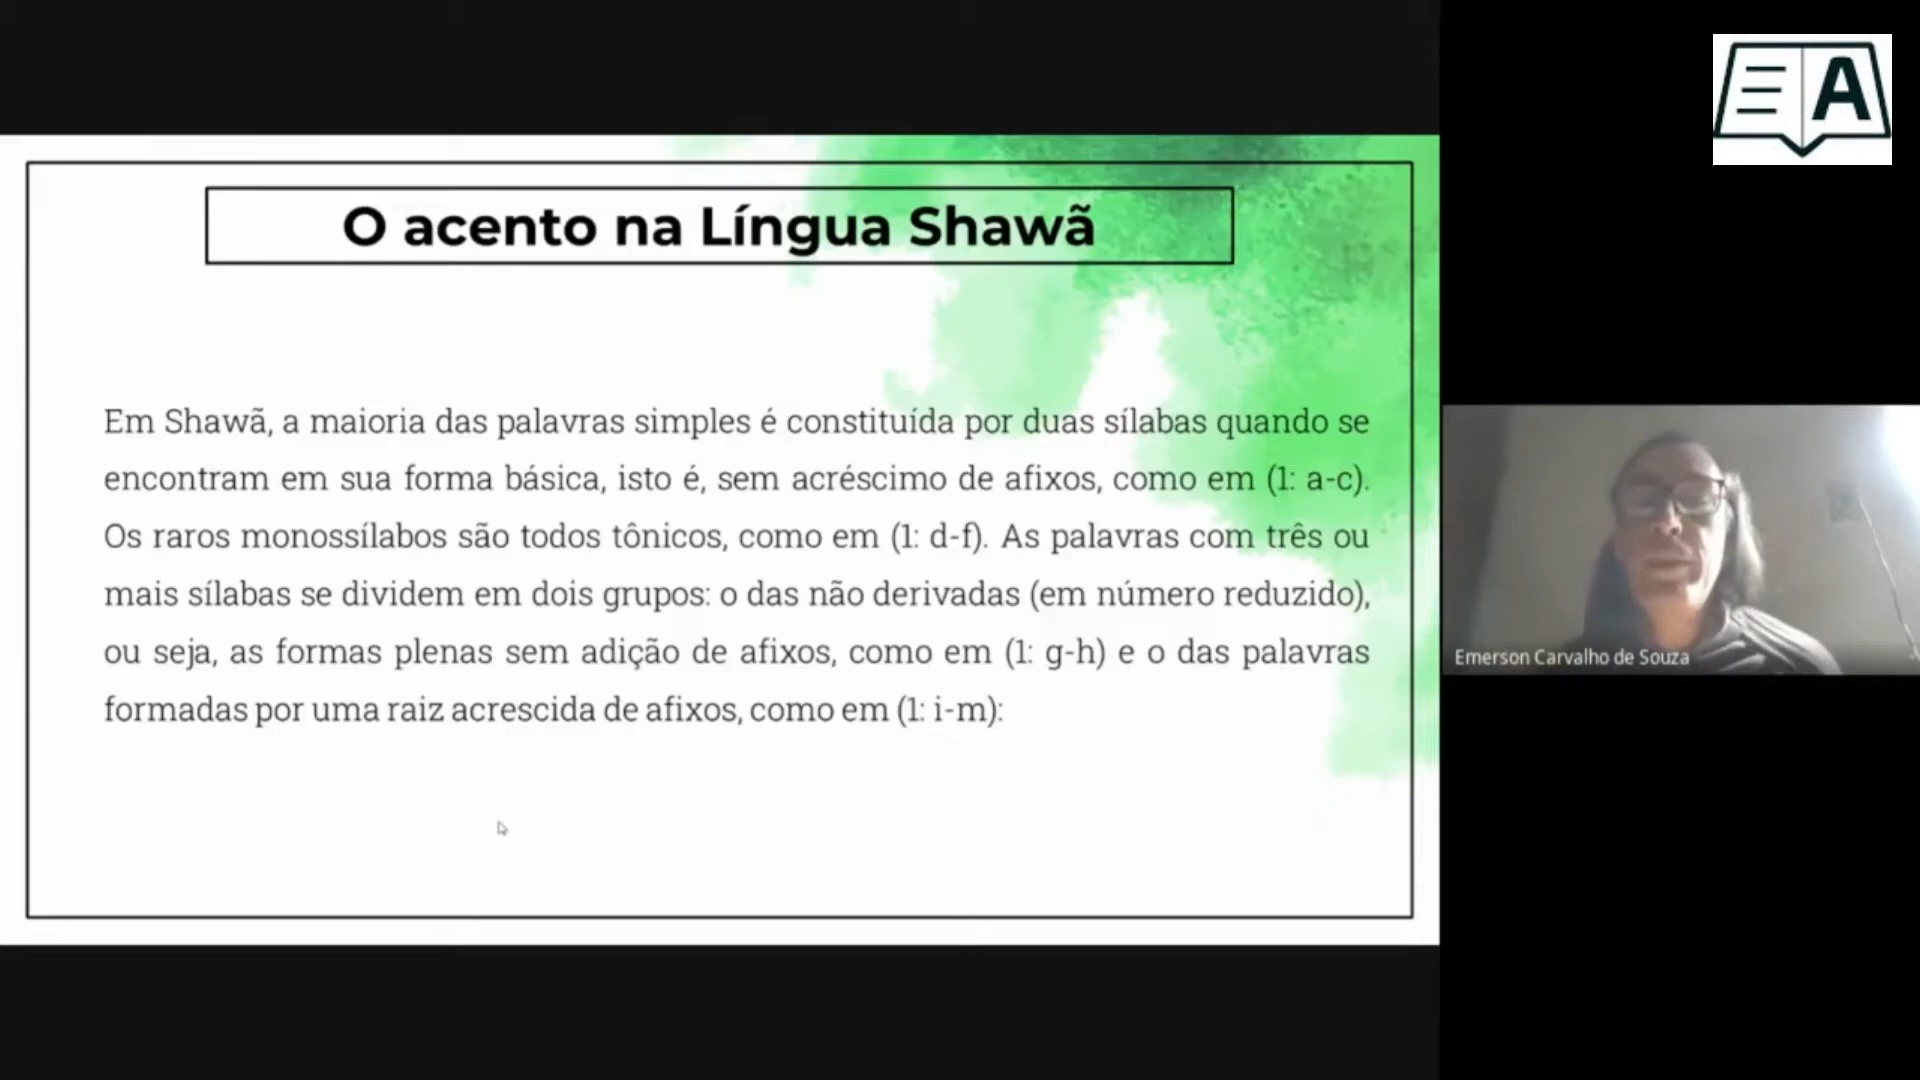 O acento na Língua Shawã
Em Shawã, a maioria das palavras simples é constituída por duas sílabas quando se
encontram em sua forma básica, isto é, sem acréscimo de afixos, como em (1: a-c).
Os raros monossílabos são todos tônicos, como em (1: d-f). As palavras com três ou
mais sílabas se dividem em dois grupos: o das não derivadas (em número reduzido),
ou seja, as formas plenas sem adição de afixos, como em (1: g-h) e o das palavras
formadas por uma raiz acrescida de afixos, como em (1: i-m):
A
Emerson Carvalho de Souza